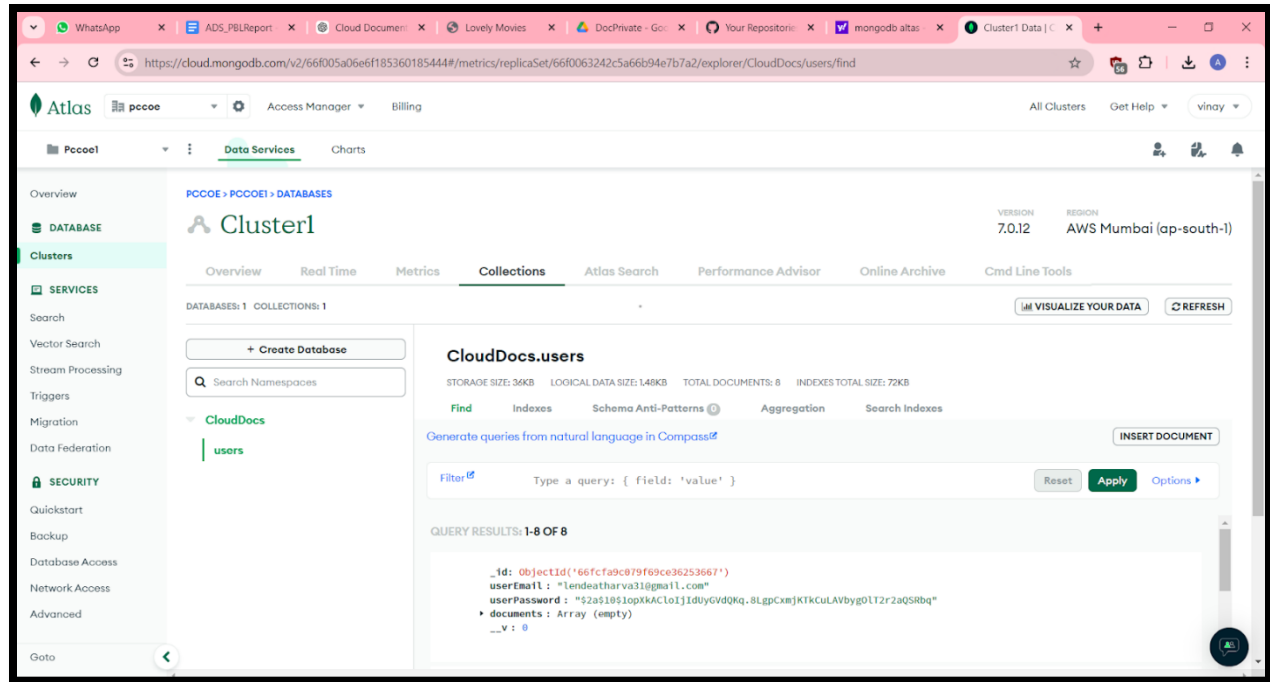 WhatsApp ADS_PBLReport - Cloud Document Lovely Movies DocPrivate - Goo Your Repositorie mongodb altas - Cluster1 Data | C
https://cloud.mongodb.com/v2/66f005a06e6f185360185444#/metrics/replicaSet/66f0063242c5a66b94e7b7a2/explorer/CloudDocs/users/find 56 A
Atlas pccoe Access Manager Billing All Clusters Get Help vinay
Pccoe1 Data Services Charts
Overview
DATABASE
Clusters
SERVICES
Search
Vector Search
Stream Processing
Triggers
Migration
Data Federation
SECURITY
Quickstart
Backup
Database Access
Network Access
Advanced
Goto
PCCOE > PCCOE1 > DATABASES
Cluster1
VERSION REGION
7.0.12 AWS Mumbai (ap-south-1)
Overview Real Time Metrics Collections Atlas Search Performance Advisor Online Archive Cmd Line Tools
DATABASES: 1 COLLECTIONS: 1 VISUALIZE YOUR DATA REFRESH
+ Create Database
Search Namespaces
CloudDocs
users
CloudDocs.users
STORAGE SIZE: 36KB LOGICAL DATA SIZE: 1.48KB TOTAL DOCUMENTS: 8 INDEXES TOTAL SIZE: 72KB
Find Indexes Schema Anti-Patterns 0 Aggregation Search Indexes
Generate queries from natural language in Compass INSERT DOCUMENT
Filter Type a query: { field: 'value' } Reset Apply Options
QUERY RESULTS: 1-8 OF 8
_id: ObjectId('66fcfa9c079f69ce36253667')
userEmail : "lendeatharva31@gmail.com"
userPassword : "$2a$10$1opXkACloIjIdUyGVdQKq.8LgpCxmjKTkCuLAVbygOlT2r2aQSRbq"
documents : Array (empty)
__v : 0